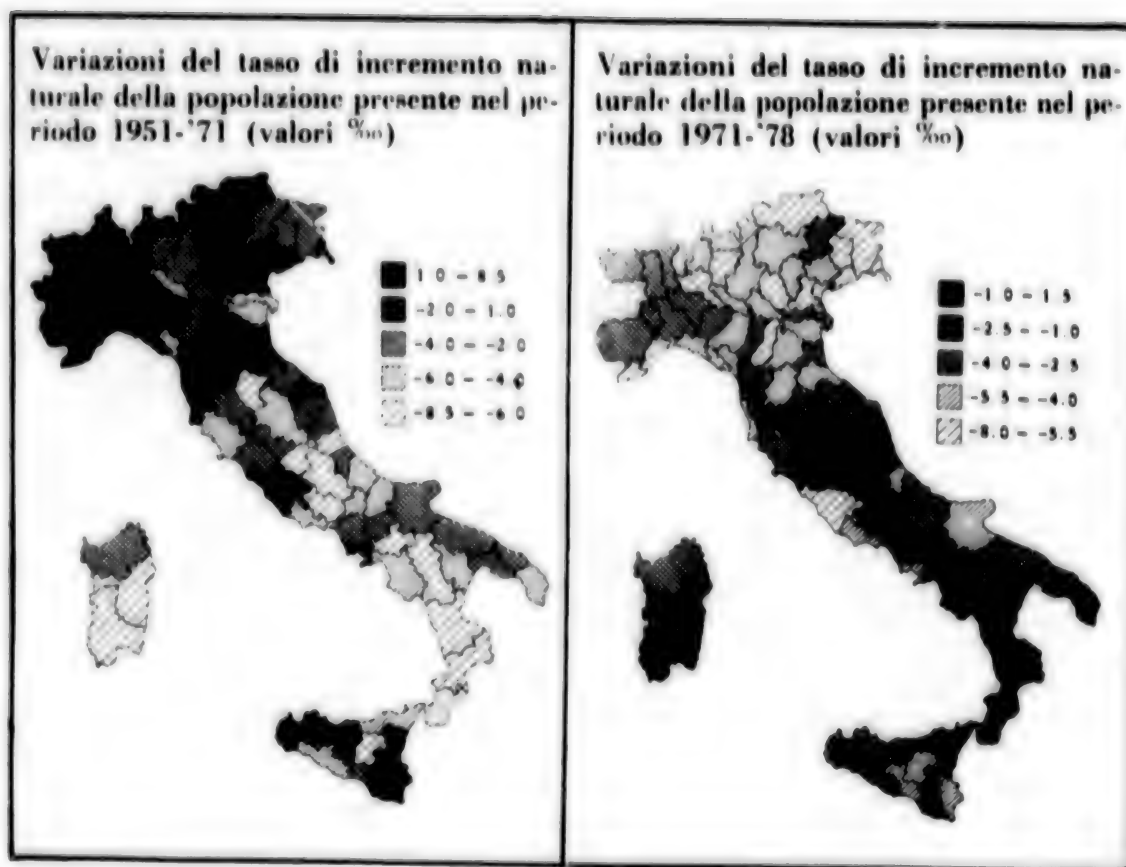 Variazioni del tasso di incremento na-
turale della popolazione presente nel pe-
riodo 1951-'71 (valori ‰)
1 0 – 8 5
-2 0 – 1.0
-4 0 – -2 0
-6 0 – -4 0
-8 5 – -6 0
Variazioni del tasso di incremento na-
turale della popolazione presente nel pe-
riodo 1971-'78 (valori ‰)
-1 0 – 1 5
-2.5 – -1.0
-4 0 – -2 5
-5 5 – -4.0
-8.0 – -5.5